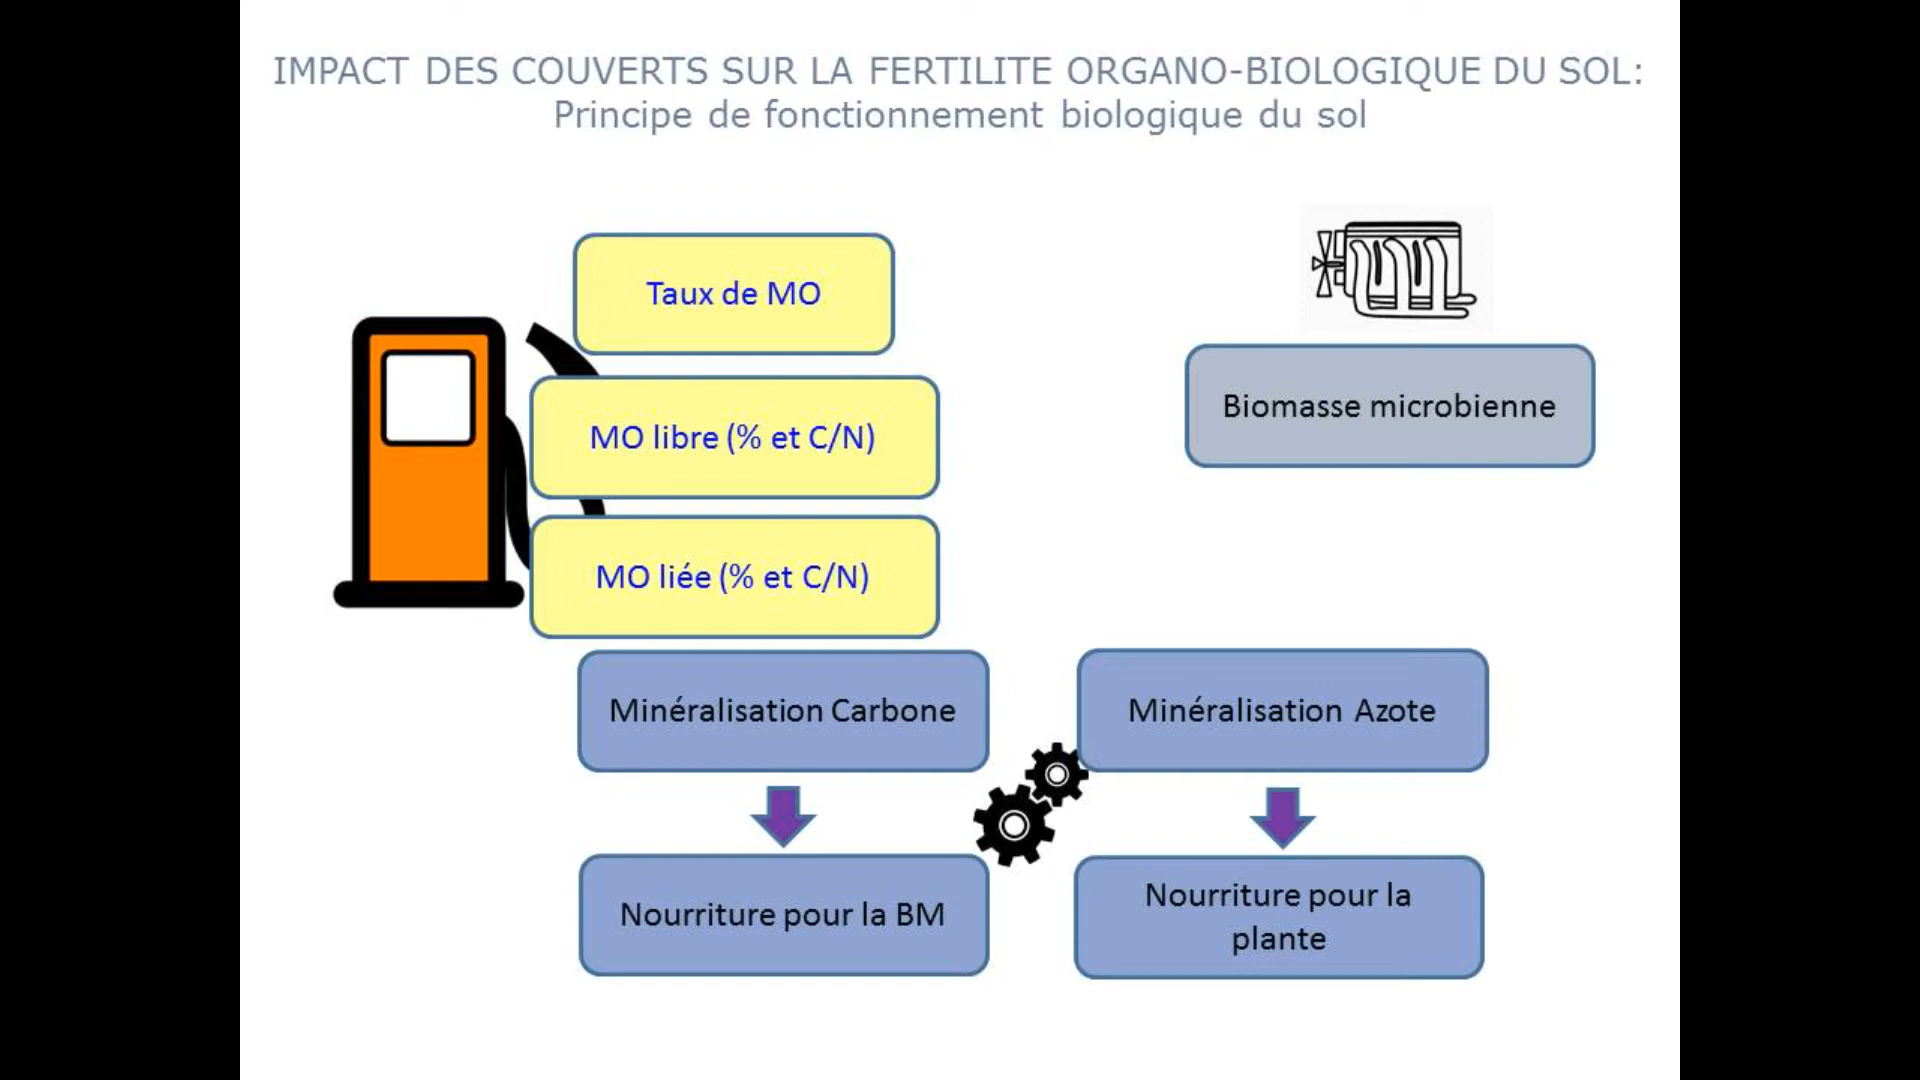 IMPACT DES COUVERTS SUR LA FERTILITE ORGANO-BIOLOGIQUE DU SOL:
Principe de fonctionnement biologique du sol
Taux de MO
MO libre (% et C/N)
MO liée (% et C/N)
Biomasse microbienne
Minéralisation Carbone
Minéralisation Azote
Nourriture pour la BM
Nourriture pour la
plante